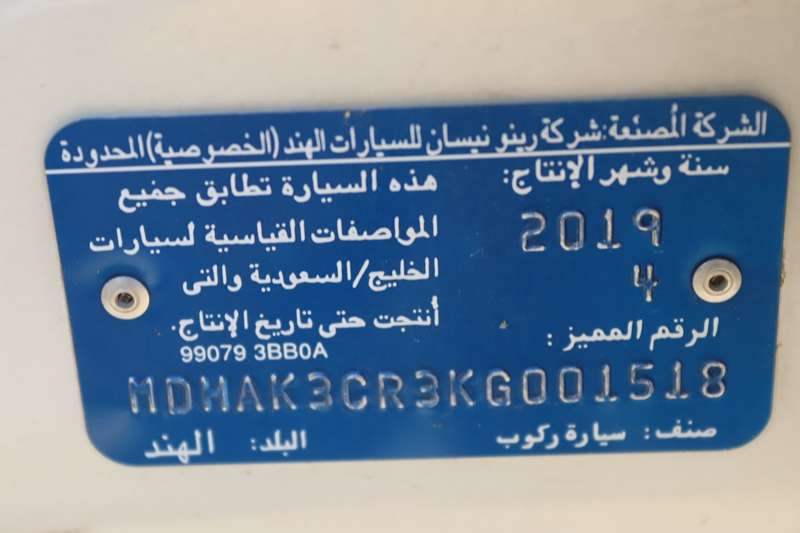 الشركة المُصنعة: شركة رينو نيسان للسيارات الهند (الخصوصية) المحدودة
سنة وشهر الإنتاج:
2019
4
هذه السيارة تطابق جميع
المواصفات القياسية لسيارات
الخليج/السعودية والتى
أنتجت حتى تاريخ الإنتاج.
99079 3BB0A
الرقم المميز :
MDHAK3CR3KG001518
صنف: سيارة ركوب
البلد: الهند